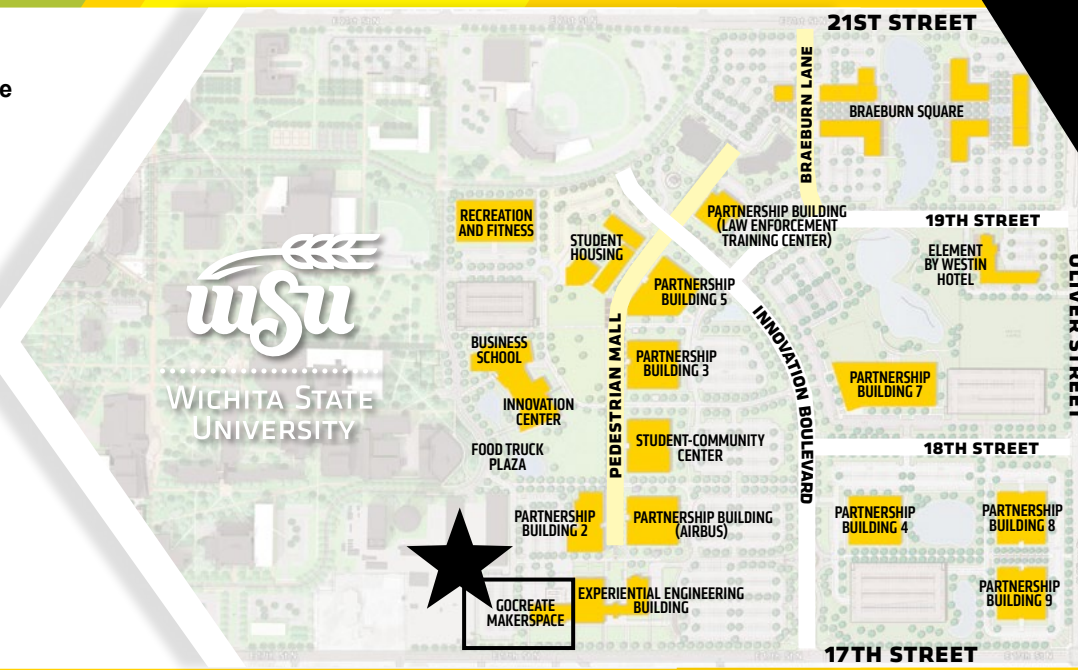 e
21ST STREET
BRAEBURN LANE
BRAEBURN SQUARE
RECREATION
AND FITNESS
STUDENT
HOUSING
PARTNERSHIP BUILDING
(LAW ENFORCEMENT
TRAINING CENTER)
19TH STREET
ELEMENT
BY WESTIN
HOTEL
OLIVER STREET
wsu
WICHITA STATE
UNIVERSITY
PARTNERSHIP
BUILDING 5
INNOVATION BOULEVARD
PEDESTRIAN MALL
BUSINESS
SCHOOL
PARTNERSHIP
BUILDING 3
PARTNERSHIP
BUILDING 7
INNOVATION
CENTER
FOOD TRUCK
PLAZA
STUDENT-COMMUNITY
CENTER
18TH STREET
PARTNERSHIP
BUILDING 2
PARTNERSHIP BUILDING
(AIRBUS)
PARTNERSHIP
BUILDING 4
PARTNERSHIP
BUILDING 8
GOCREATE
MAKERSPACE
EXPERIENTIAL ENGINEERING
BUILDING
PARTNERSHIP
BUILDING 9
17TH STREET